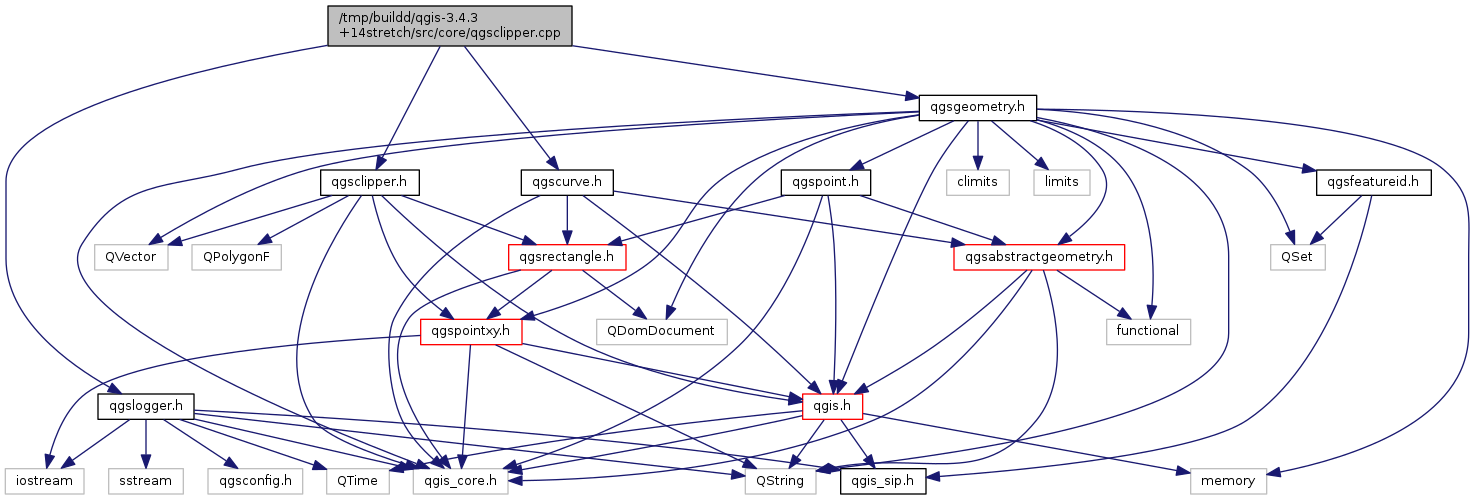 /tmp/buildd/qgis-3.4.3
+14stretch/src/core/qgsclipper.cpp
qgsgeometry.h
qgsclipper.h
qgscurve.h
qgspoint.h
climits
limits
qgsfeatureid.h
QVector
QPolygonF
qgsrectangle.h
qgsabstractgeometry.h
QSet
qgspointxy.h
QDomDocument
functional
qgslogger.h
qgis.h
iostream
sstream
qgsconfig.h
QTime
qgis_core.h
QString
qgis_sip.h
memory